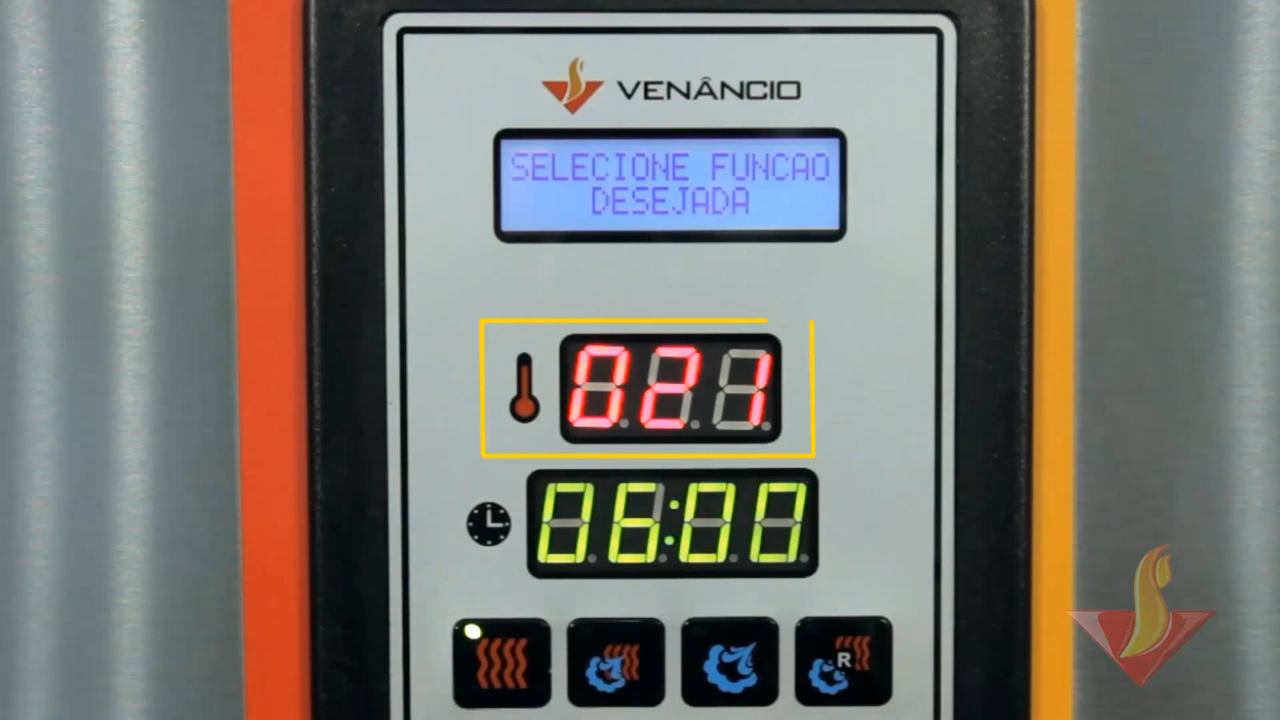 VENÂNCIO
SELECIONE FUNCAO
DESEJADA
021
06:00
R